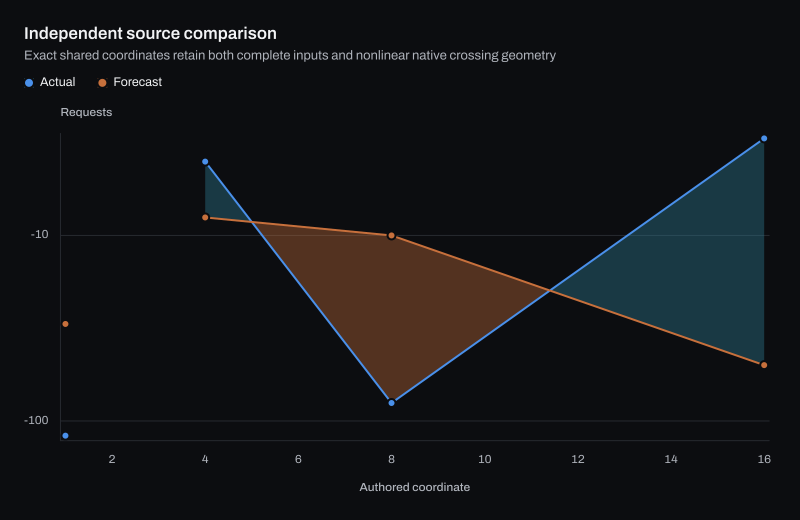 Independent source comparison
Exact shared coordinates retain both complete inputs and nonlinear native crossing geometry
Actual Forecast
Requests
-10
-100
2 4 6 8 10 12 14 16
Authored coordinate